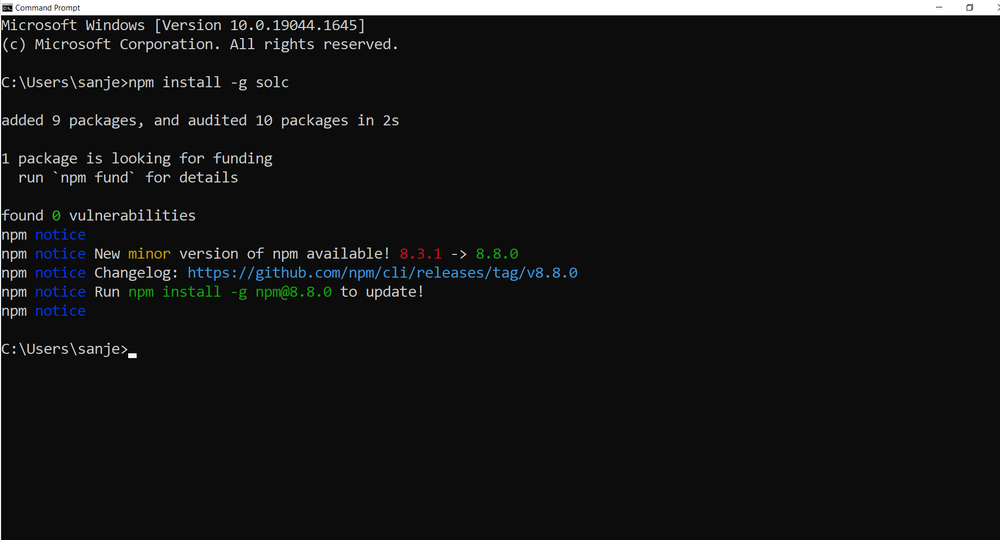 Command Prompt
Microsoft Windows [Version 10.0.19044.1645]
(c) Microsoft Corporation. All rights reserved.
C:\Users\sanje>npm install -g solc
added 9 packages, and audited 10 packages in 2s
1 package is looking for funding
  run `npm fund` for details
found 0 vulnerabilities
npm notice
npm notice New minor version of npm available! 8.3.1 -> 8.8.0
npm notice Changelog: https://github.com/npm/cli/releases/tag/v8.8.0
npm notice Run npm install -g npm@8.8.0 to update!
npm notice
C:\Users\sanje>